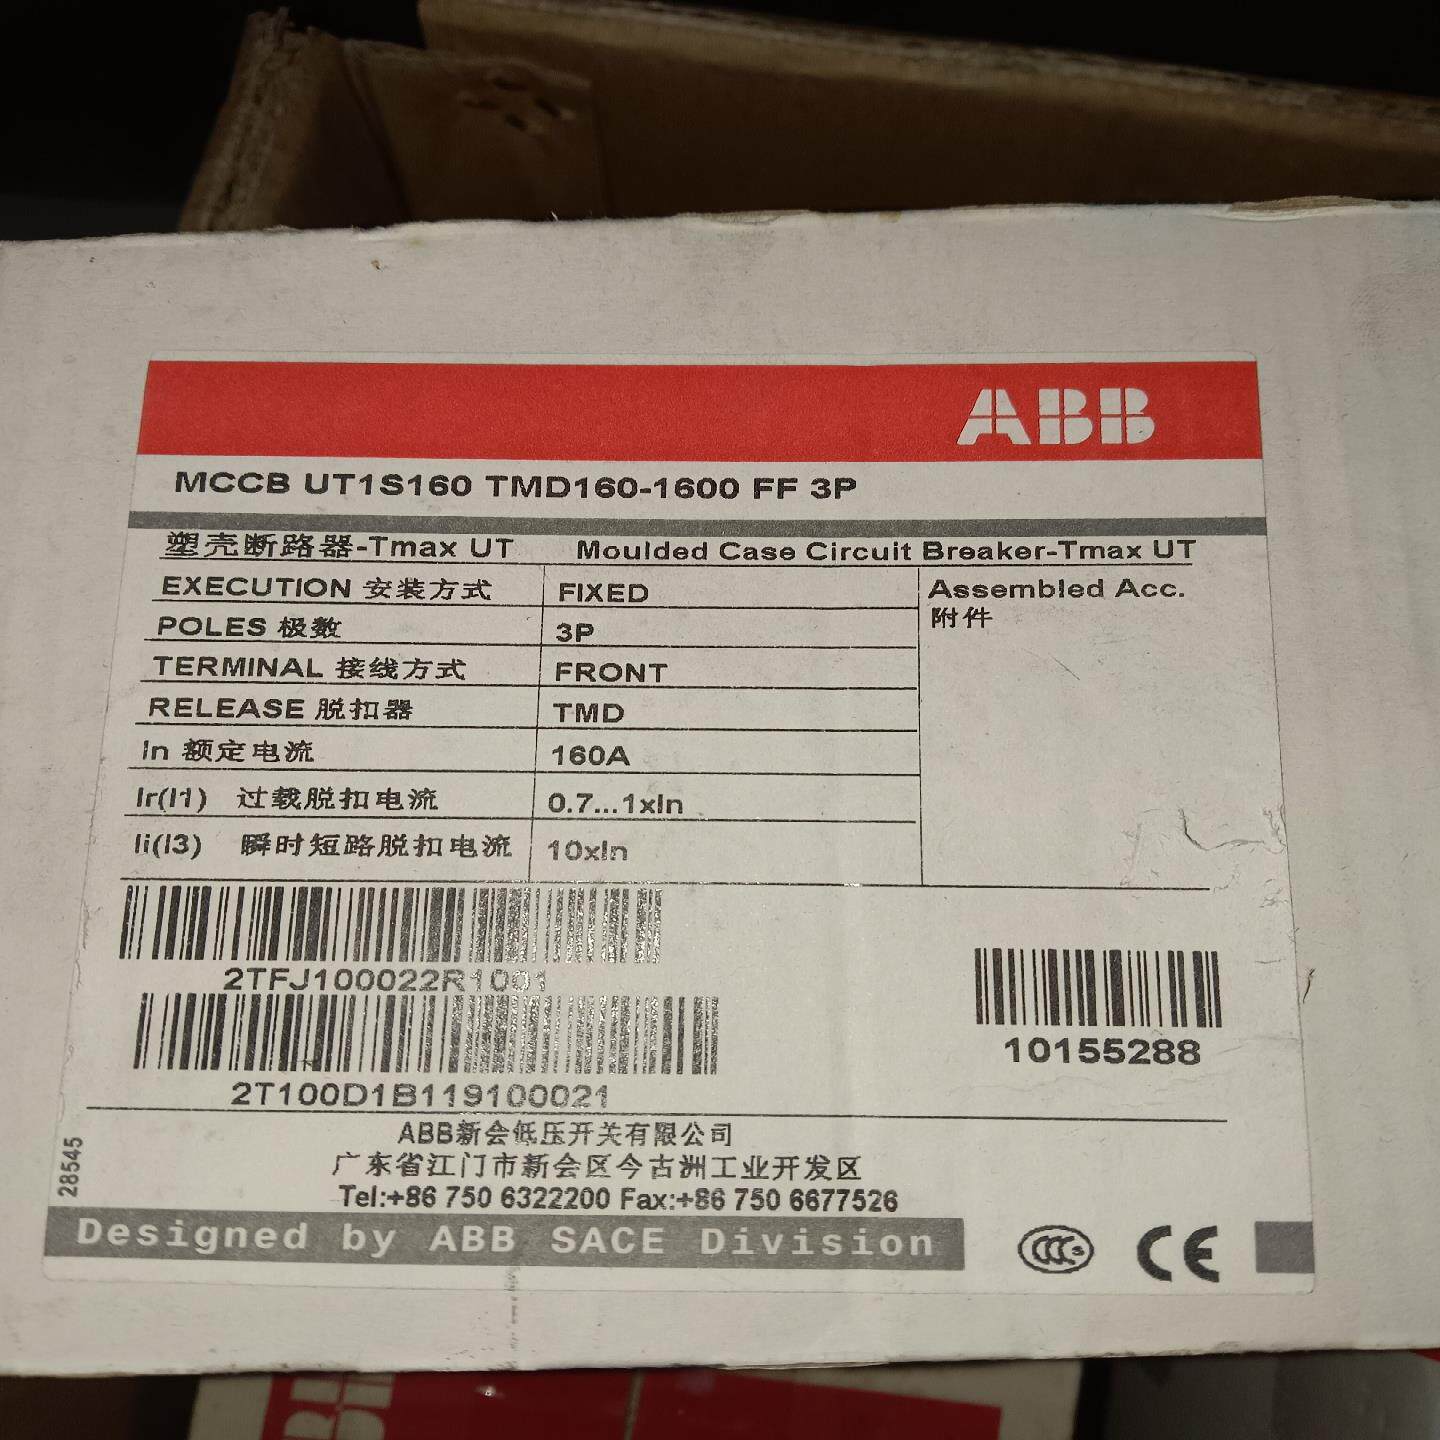 ABB
MCCB UT1S160 TMD160-1600 FF 3P
塑壳断路器-Tmax UT Moulded Case Circuit Breaker-Tmax UT
EXECUTION 安装方式 FIXED Assembled Acc.
附件
POLES 极数 3P
TERMINAL 接线方式 FRONT
RELEASE 脱扣器 TMD
In 额定电流 160A
Ir(I1) 过载脱扣电流 0.7...1xIn
Ii(I3) 瞬时短路脱扣电流 10xIn
2TFJ100022R1001
10155288
2T100D1B119100021
28545
ABB新会低压开关有限公司
广东省江门市新会区今古洲工业开发区
Tel:+86 750 6322200 Fax:+86 750 6677526
Designed by ABB SACE Division
CCC S
CE